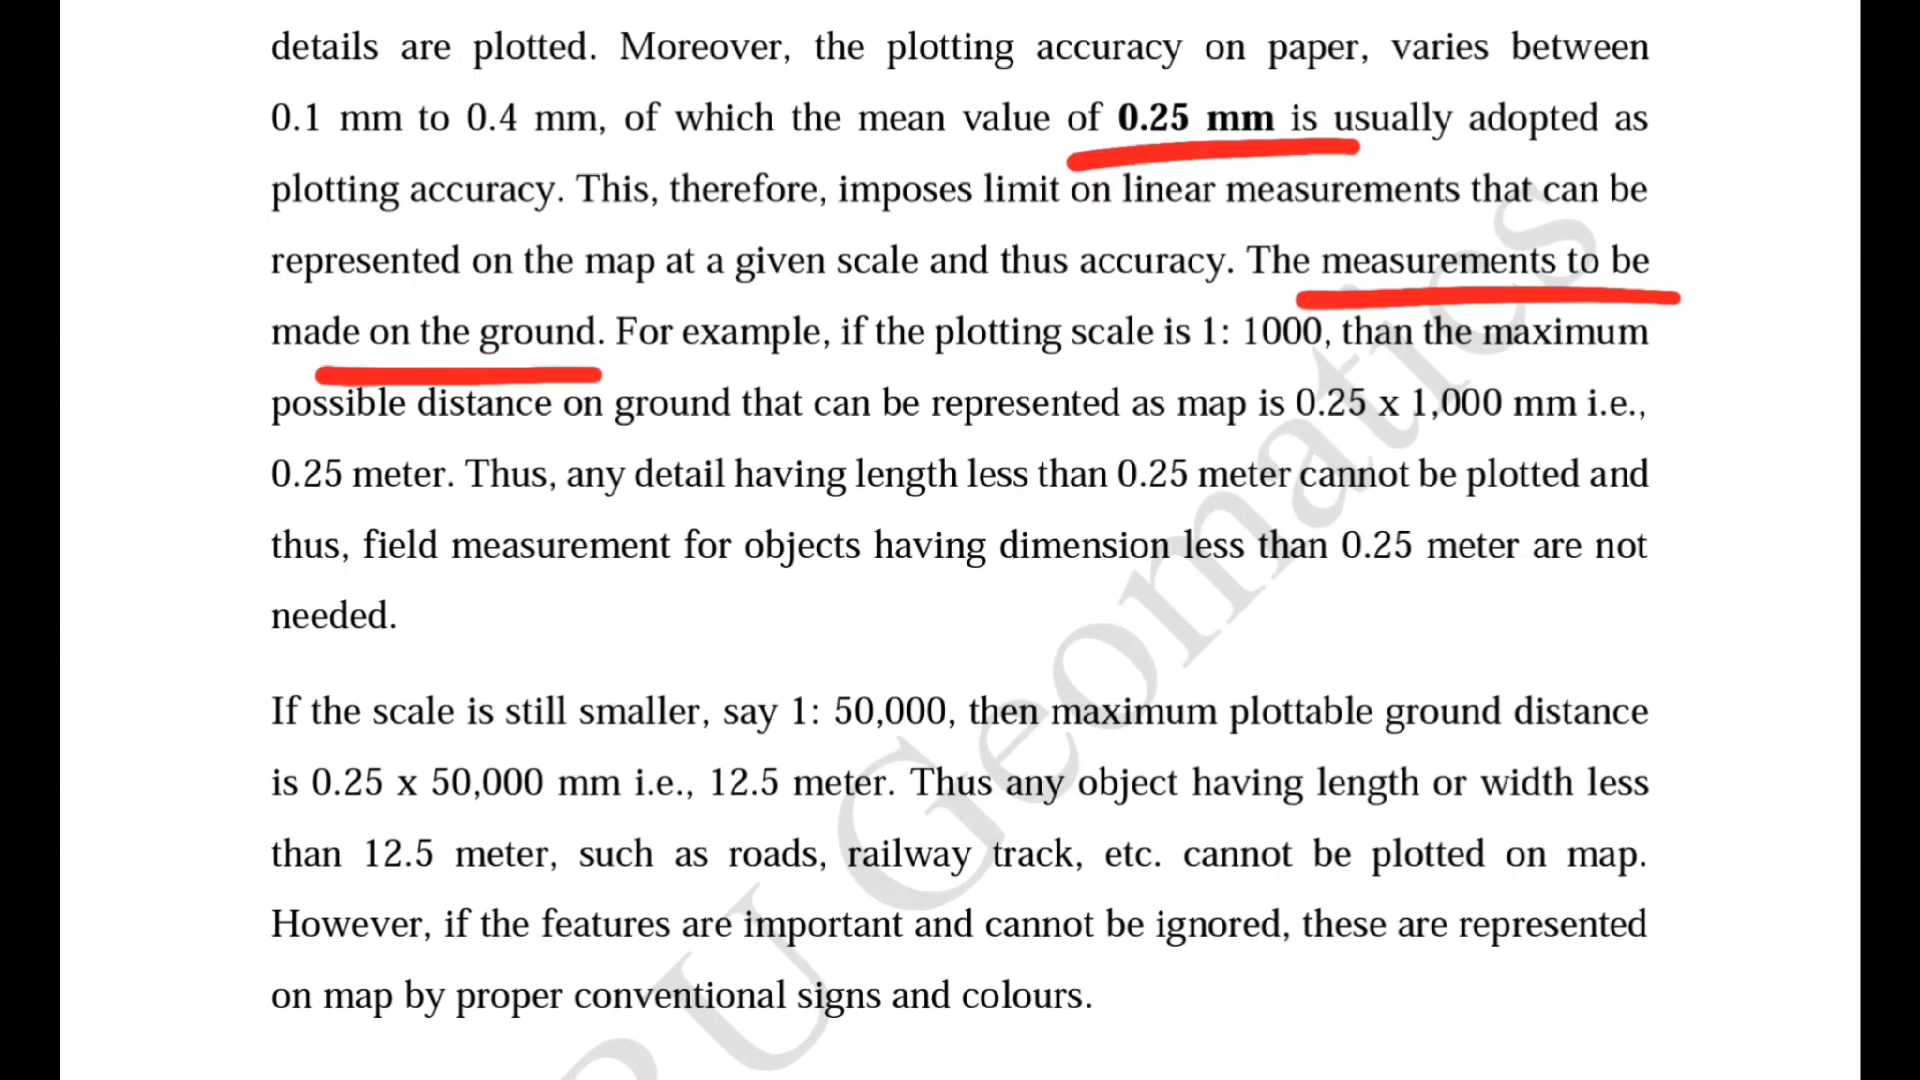 details are plotted. Moreover, the plotting accuracy on paper, varies between
0.1 mm to 0.4 mm, of which the mean value of 0.25 mm is usually adopted as
plotting accuracy. This, therefore, imposes limit on linear measurements that can be
represented on the map at a given scale and thus accuracy. The measurements to be
made on the ground. For example, if the plotting scale is 1: 1000, than the maximum
possible distance on ground that can be represented as map is 0.25 x 1,000 mm i.e.,
0.25 meter. Thus, any detail having length less than 0.25 meter cannot be plotted and
thus, field measurement for objects having dimension less than 0.25 meter are not
needed.
If the scale is still smaller, say 1: 50,000, then maximum plottable ground distance
is 0.25 x 50,000 mm i.e., 12.5 meter. Thus any object having length or width less
than 12.5 meter, such as roads, railway track, etc. cannot be plotted on map.
However, if the features are important and cannot be ignored, these are represented
on map by proper conventional signs and colours.
U Geomatics